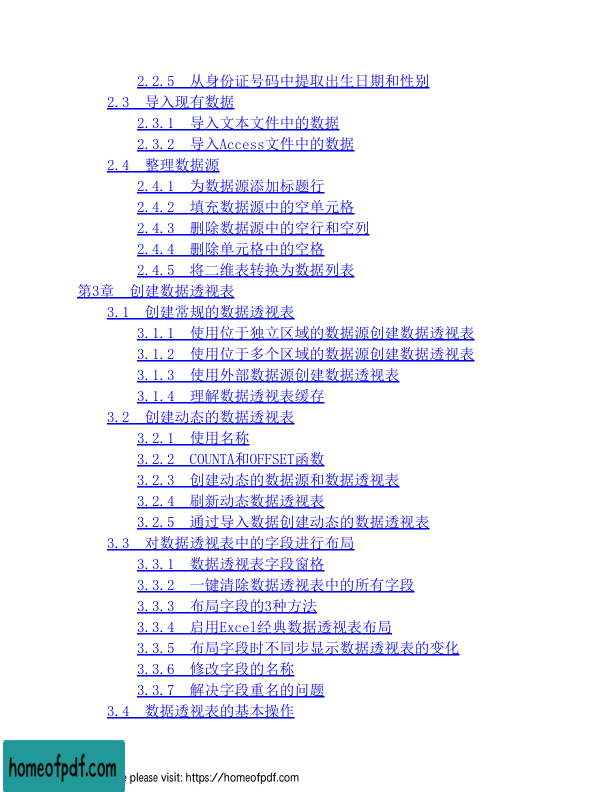 2.2.5 从身份证号码中提取出生日期和性别
2.3 导入现有数据
2.3.1 导入文本文件中的数据
2.3.2 导入Access文件中的数据
2.4 整理数据源
2.4.1 为数据源添加标题行
2.4.2 填充数据源中的空单元格
2.4.3 删除数据源中的空行和空列
2.4.4 删除单元格中的空格
2.4.5 将二维表转换为数据列表
第3章 创建数据透视表
3.1 创建常规的数据透视表
3.1.1 使用位于独立区域的数据源创建数据透视表
3.1.2 使用位于多个区域的数据源创建数据透视表
3.1.3 使用外部数据源创建数据透视表
3.1.4 理解数据透视表缓存
3.2 创建动态的数据透视表
3.2.1 使用名称
3.2.2 COUNTA和OFFSET函数
3.2.3 创建动态的数据源和数据透视表
3.2.4 刷新动态数据透视表
3.2.5 通过导入数据创建动态的数据透视表
3.3 对数据透视表中的字段进行布局
3.3.1 数据透视表字段窗格
3.3.2 一键清除数据透视表中的所有字段
3.3.3 布局字段的3种方法
3.3.4 启用Excel经典数据透视表布局
3.3.5 布局字段时不同步显示数据透视表的变化
3.3.6 修改字段的名称
3.3.7 解决字段重名的问题
3.4 数据透视表的基本操作
homeofpdf.com
please visit: https://homeofpdf.com